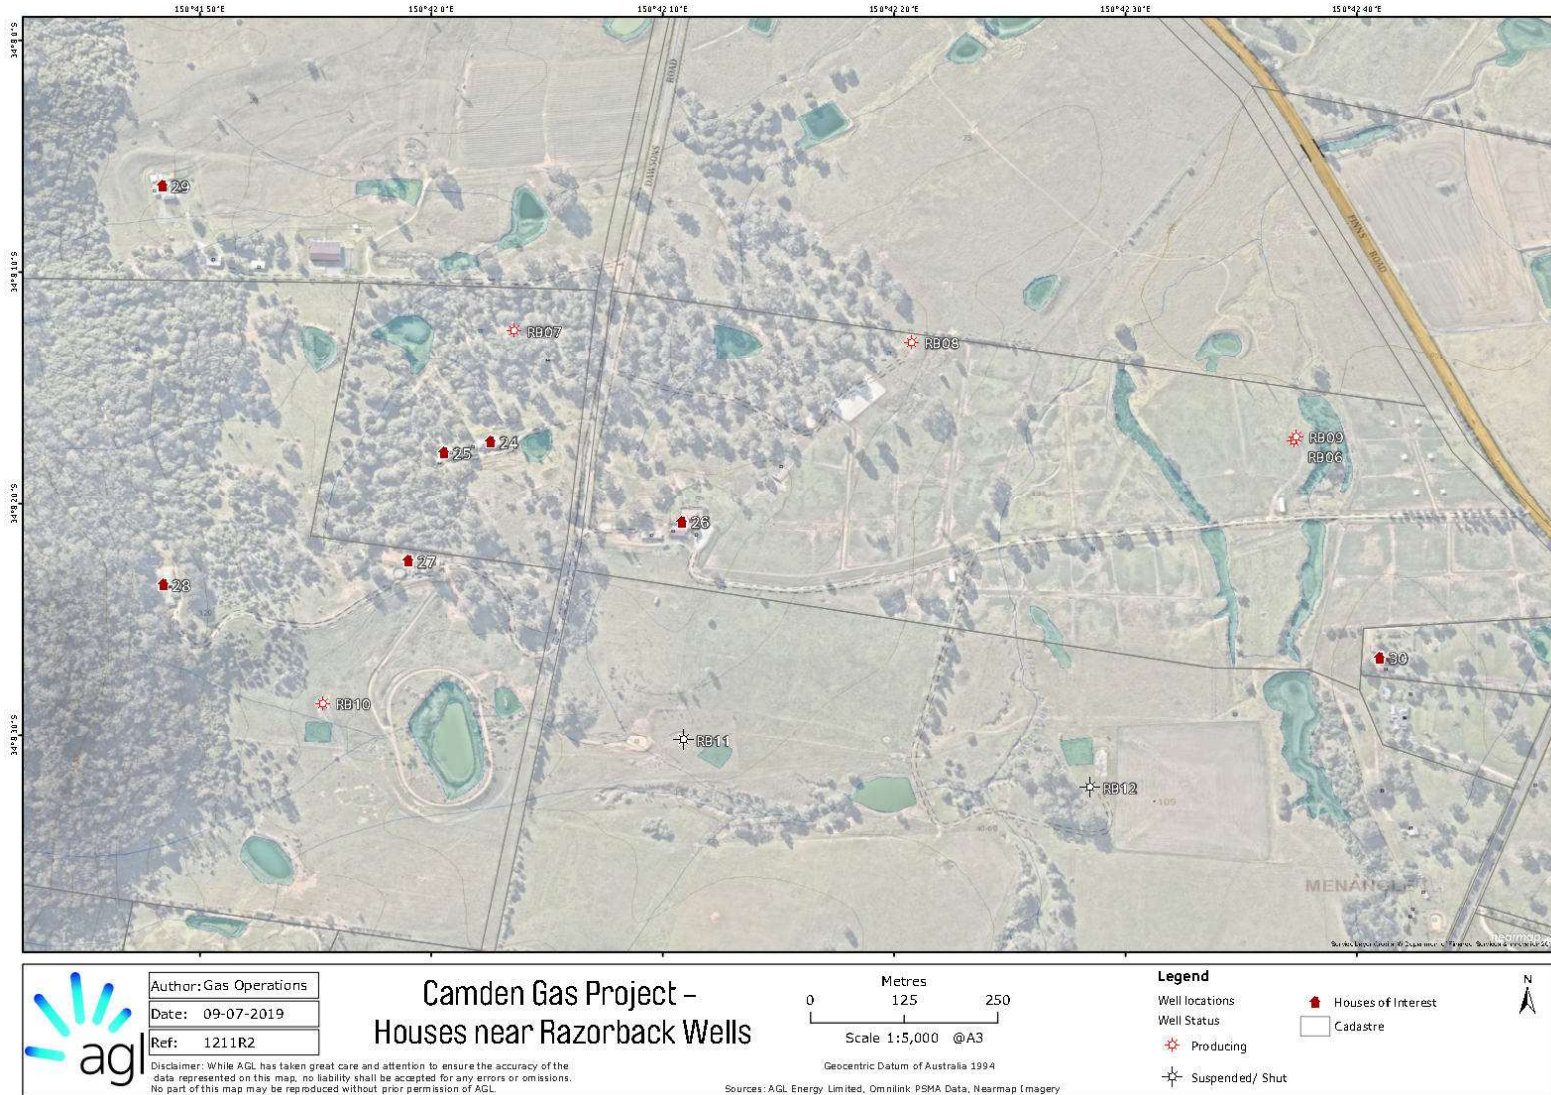 150°41'50"E
150°42'0"E
150°42'10"E
150°42'20"E
150°42'30"E
150°42'40"E
34°8'0"S
34°8'10"S
34°8'20"S
34°8'30"S
ROAD
DAWSONS
FINNS
ROAD
29
RB07
RB08
24
25
RB09
RB06
26
27
28
30
RB10
RB11
RB12
109
MENANGLE
nearmap
agl
Author: Gas Operations
Date: 09-07-2019
Ref: 1211R2
Camden Gas Project –
Houses near Razorback Wells
Disclaimer: While AGL has taken great care and attention to ensure the accuracy of the
data represented on this map, no liability shall be accepted for any errors or omissions.
No part of this map may be reproduced without prior permission of AGL.
Metres
0 125 250
Scale 1:5,000 @A3
Geocentric Datum of Australia 1994
Sources: AGL Energy Limited, Omnilink PSMA Data, Nearmap Imagery
Legend
Well locations
Well Status
Producing
Suspended/ Shut
Houses of Interest
Cadastre
N